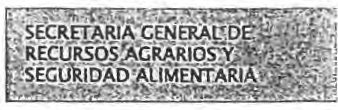 SECRETARIA GENERAL DE
RECURSOS AGRARIOS Y
SEGURIDAD ALIMENTARIA